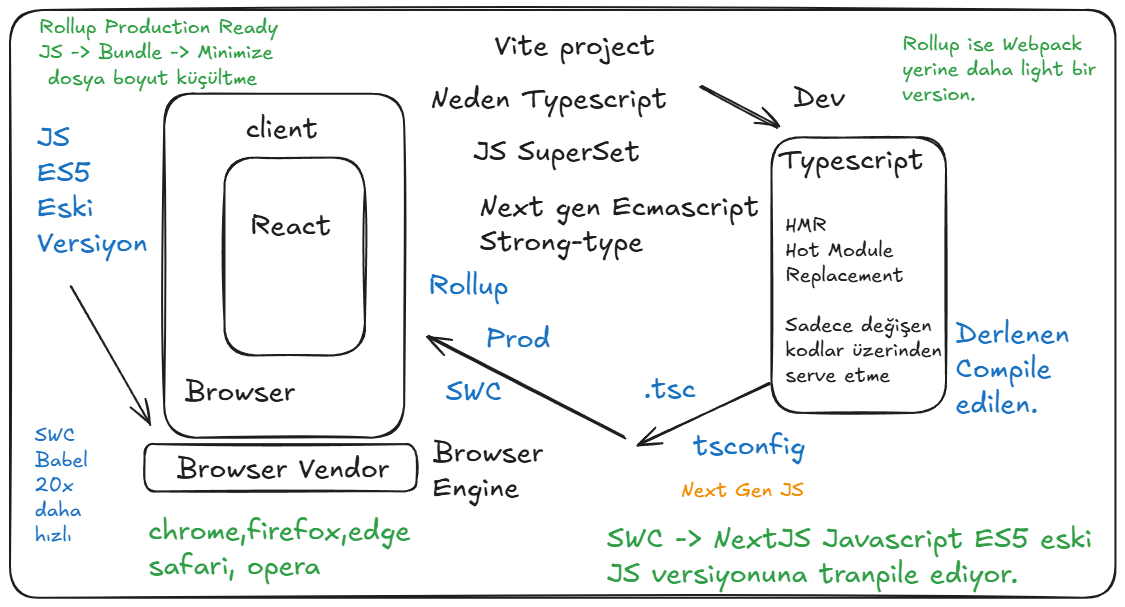 Rollup Production Ready
JS -> Bundle -> Minimize
dosya boyut küçültme
Vite project
Neden Typescript
JS SuperSet
Next gen Ecmascript
Strong-type
Dev
Rollup ise Webpack
yerine daha light bir
version.
JS
ES5
Eski
Versiyon
client
React
Browser
Browser Vendor
Browser
Engine
chrome,firefox,edge
safari, opera
SWC
Babel
20x
daha
hızlı
Rollup
Prod
SWC
.tsc
tsconfig
Next Gen JS
Typescript
HMR
Hot Module
Replacement
Sadece değişen
kodlar üzerinden
serve etme
Derlenen
Compile
edilen.
SWC -> NextJS Javascript ES5 eski
JS versiyonuna tranpile ediyor.